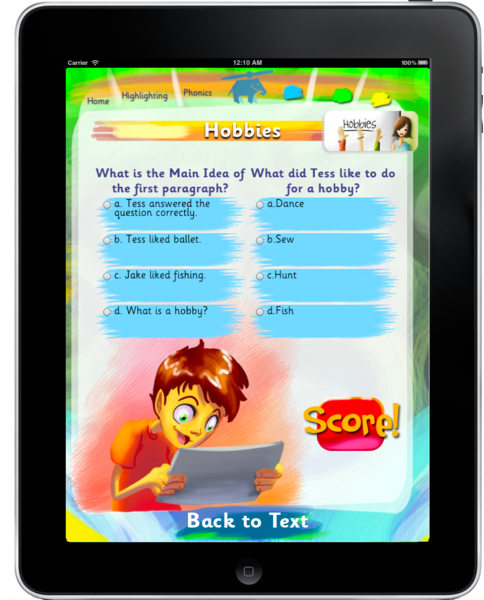 Carrier 12:10 AM 100%
Home Highlighting Phonics
Hobbies
Hobbies
What is the Main Idea of
the first paragraph?
a. Tess answered the
question correctly.
b. Tess liked ballet.
c. Jake liked fishing.
d. What is a hobby?
What did Tess like to do
for a hobby?
a.Dance
b.Sew
c.Hunt
d.Fish
Score!
Back to Text